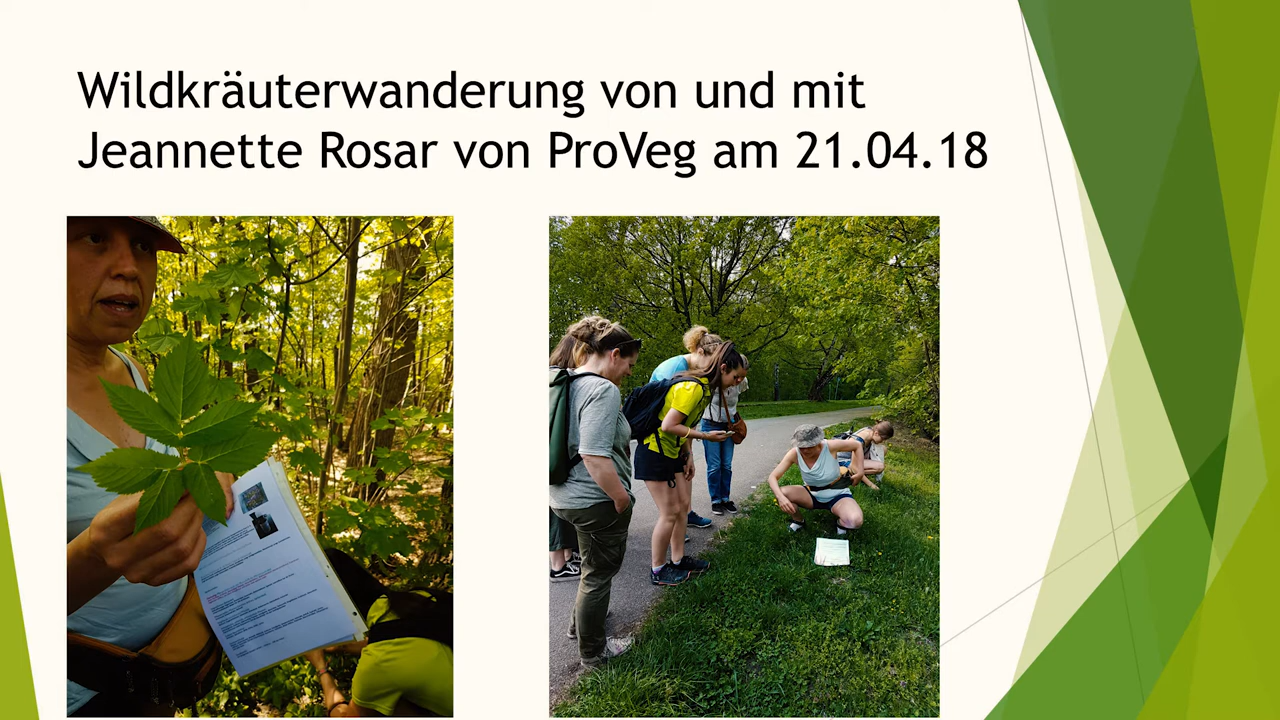 Wildkräuterwanderung von und mit
Jeannette Rosar von ProVeg am 21.04.18